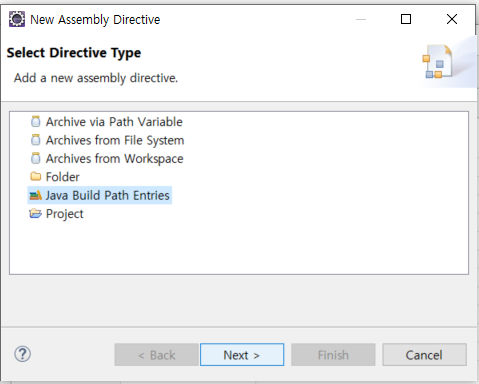 New Assembly Directive
Select Directive Type
Add a new assembly directive.
Archive via Path Variable
Archives from File System
Archives from Workspace
Folder
Java Build Path Entries
Project
?
< Back
Next >
Finish
Cancel